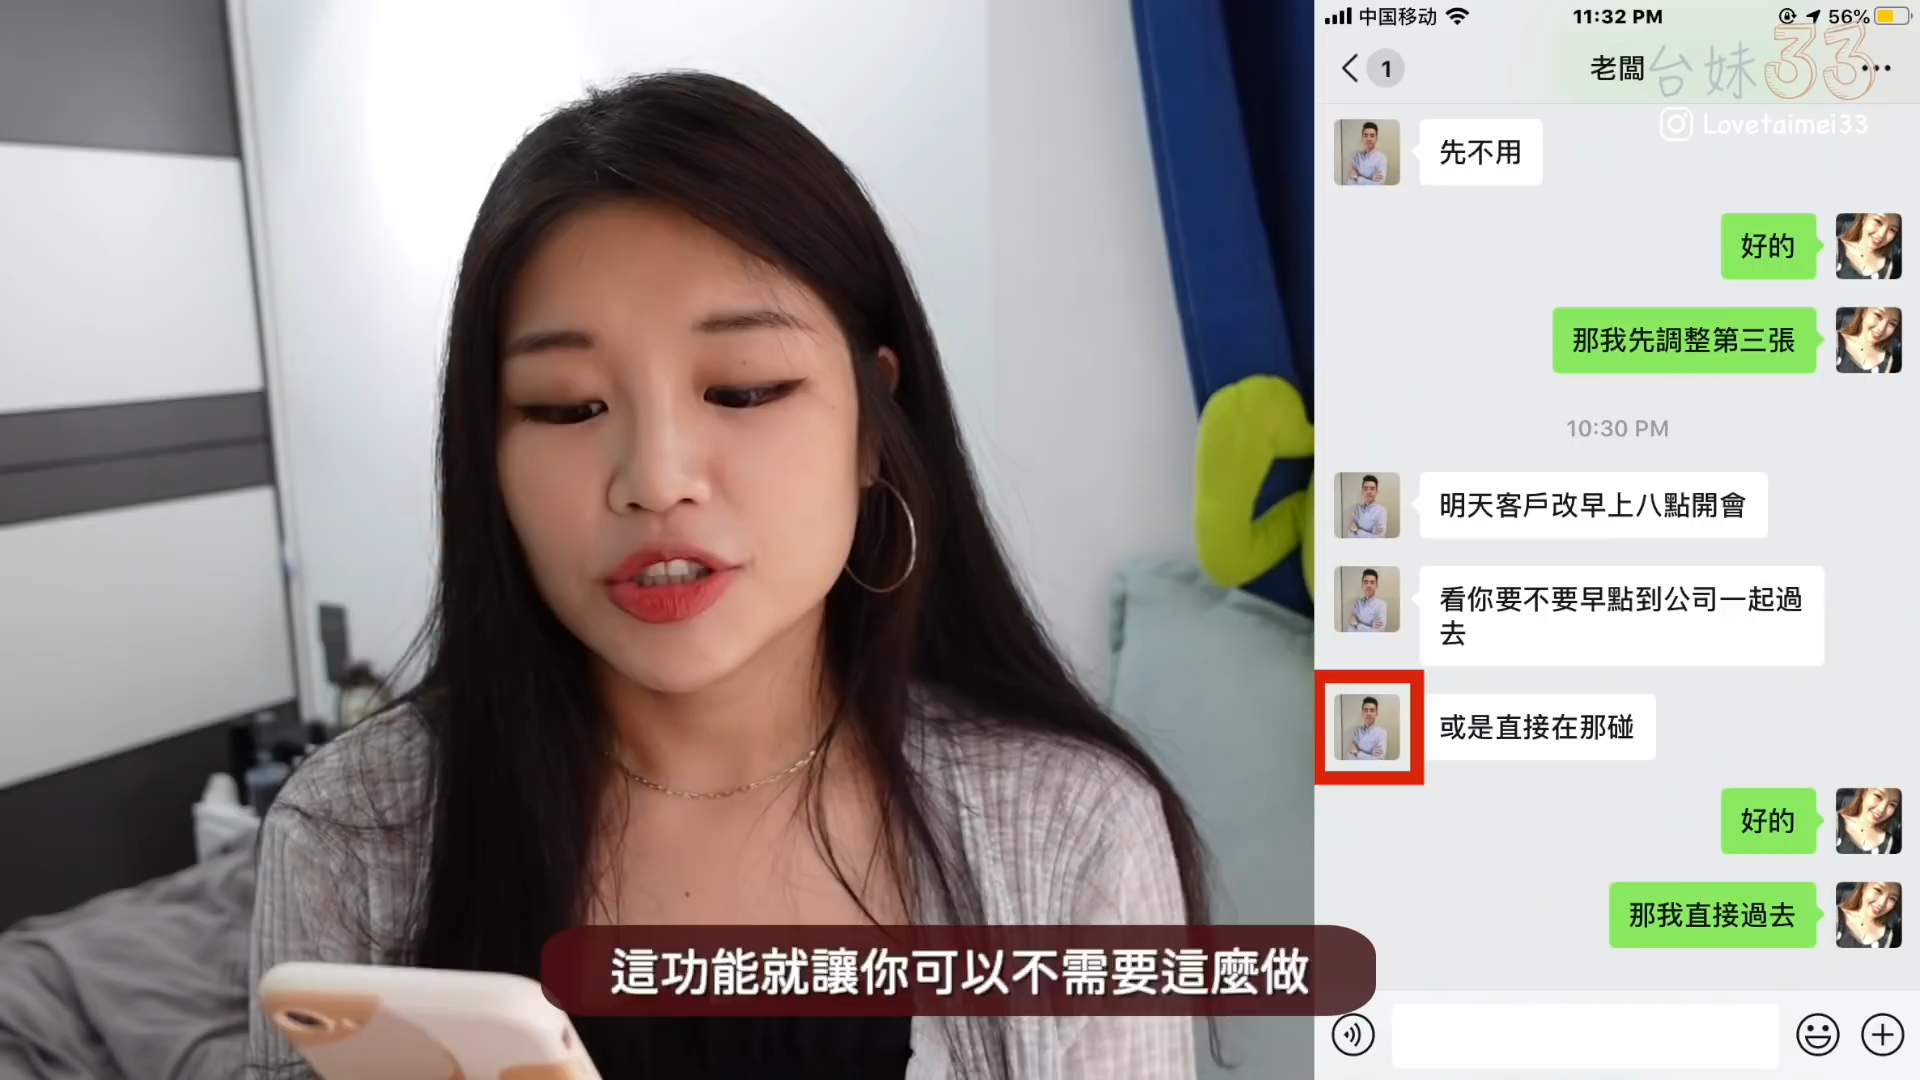 中国移动
11:32 PM
56%
1
老闆
台妹33
Lovetaimei33
先不用
好的
那我先調整第三張
10:30 PM
明天客戶改早上八點開會
看你要不要早點到公司一起過
去
或是直接在那碰
好的
那我直接過去
這功能就讓你可以不需要這麼做